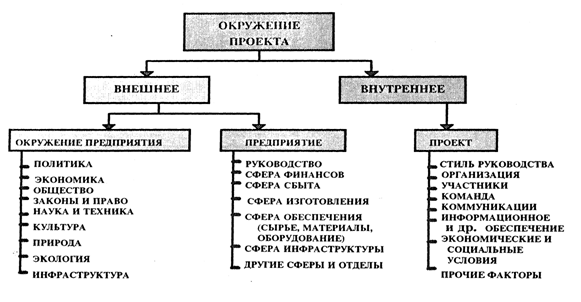 ОКРУЖЕНИЕ
ПРОЕКТА
ВНЕШНЕЕ
ВНУТРЕННЕЕ
ОКРУЖЕНИЕ ПРЕДПРИЯТИЯ
ПОЛИТИКА
ЭКОНОМИКА
ОБЩЕСТВО
ЗАКОНЫ И ПРАВО
НАУКА И ТЕХНИКА
КУЛЬТУРА
ПРИРОДА
ЭКОЛОГИЯ
ИНФРАСТРУКТУРА
ПРЕДПРИЯТИЕ
РУКОВОДСТВО
СФЕРА ФИНАНСОВ
СФЕРА СБЫТА
СФЕРА ИЗГОТОВЛЕНИЯ
СФЕРА ОБЕСПЕЧЕНИЯ
(СЫРЬЕ, МАТЕРИАЛЫ,
ОБОРУДОВАНИЕ)
СФЕРА ИНФРАСТРУКТУРЫ
ДРУГИЕ СФЕРЫ И ОТДЕЛЫ
ПРОЕКТ
СТИЛЬ РУКОВОДСТВА
ОРГАНИЗАЦИЯ
УЧАСТНИКИ
КОМАНДА
КОММУНИКАЦИИ
ИНФОРМАЦИОННОЕ
И ДР. ОБЕСПЕЧЕНИЕ
ЭКОНОМИЧЕСКИЕ И
СОЦИАЛЬНЫЕ
УСЛОВИЯ
ПРОЧИЕ ФАКТОРЫ